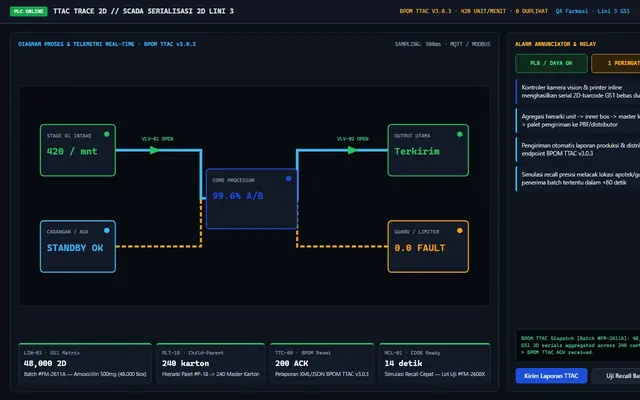 PLC ONLINE
TTAC TRACE 2D // SCADA SERIALISASI 2D LINI 3
BPOM TTAC V3.0.3 · 420 UNIT/MENIT · 0 DUPLIKAT
QA Farmasi · Lini 3 GS1
DIAGRAM PROSES & TELEMETRI REAL-TIME · BPOM TTAC v3.0.3
SAMPLING: 500ms · MQTT / MODBUS
STAGE 01 INTAKE
420 / mnt
VLV-01 OPEN
CORE PROCESSOR
99.6% A/B
VLV-02 OPEN
OUTPUT UTAMA
Terkirim
CADANGAN / AUX
STANDBY OK
GUARD / LIMITER
0.0 FAULT
LIN-03 · GS1 Matrix
48,000 2D
Batch #FM-2611A — Amoxicillin 500mg (48,000 Box)
PLT-18 · Child-Parent
240 karton
Hierarki Palet #P-18 -> 240 Master Karton
TTC-09 · BPOM Resmi
200 ACK
Pelaporan XML/JSON BPOM TTAC v3.0.3
RCL-01 · CDOB Ready
14 detik
Simulasi Recall Cepat — Lot Uji #FM-2608X
ALARM ANNUNCIATOR & RELAY
PLN / DAYA OK
1 PERINGAT
Kontroler kamera vision & printer inline
menghasilkan serial 2D-barcode GS1 bebas du
Agregasi hierarki unit -> inner box -> master k
> palet pengiriman ke PBF/distributor
Pengiriman otomatis laporan produksi & distri
endpoint BPOM TTAC v3.0.3
Simulasi recall presisi melacak lokasi apotek/gu
penerima batch tertentu dalam <60 detik
BPOM TTAC Dispatch [Batch #FM-2611A]: 48,
GS1 2D serials aggregated across 240 cart
BPOM TTAC ACK received.
Kirim Laporan TTAC
Uji Recall Ba